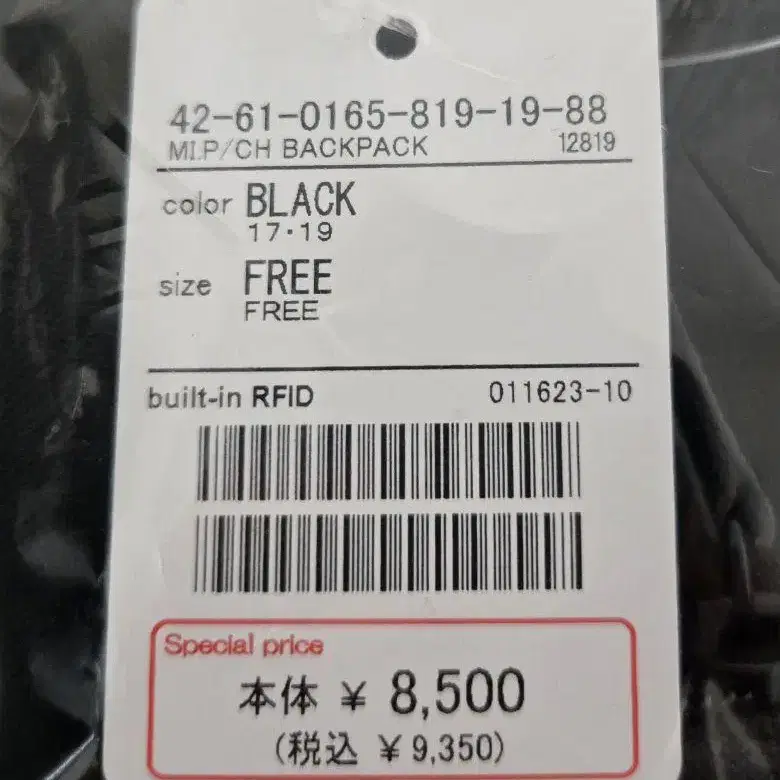 42-61-0165-819-19-88
MI.P/CH BACKPACK 12819
color BLACK
17・19
size FREE
FREE
built-in RFID 011623-10
Special price
本体 ¥ 8,500
(税込 ¥9,350)